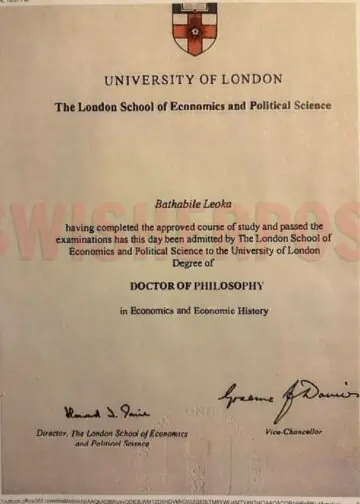 UNIVERSITY OF LONDON
The London School of Economics and Political Science
Bathabile Leoka
having completed the approved course of study and passed the
examinations has this day been admitted by The London School of
Economics and Political Science to the University of London
Degree of
DOCTOR OF PHILOSOPHY
in Economics and Economic History
Director, The London School of Economics
and Political Science
Vice-Chancellor